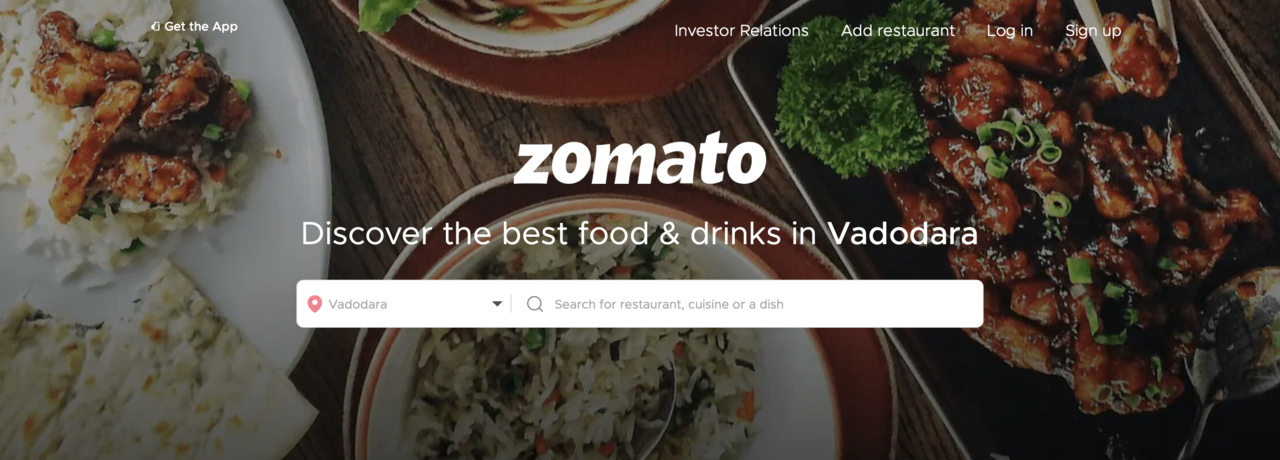 Get the App
Investor Relations Add restaurant Log in Sign up
zomato
Discover the best food & drinks in Vadodara
Vadodara Search for restaurant, cuisine or a dish